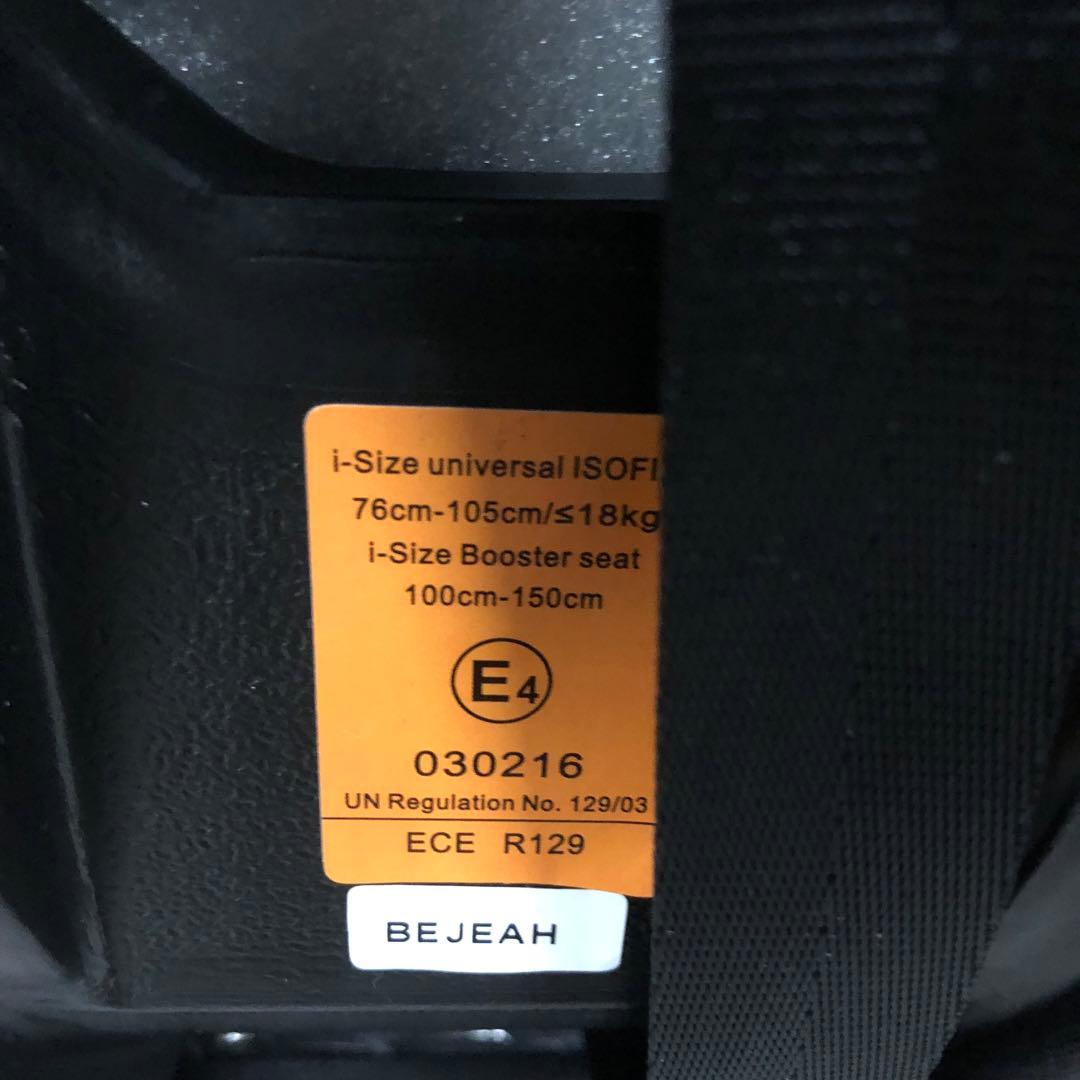 i-Size universal ISOFI
76cm-105cm/≤18kg
i-Size Booster seat
100cm-150cm
E4
030216
UN Regulation No. 129/03
ECE R129
BEJEAH